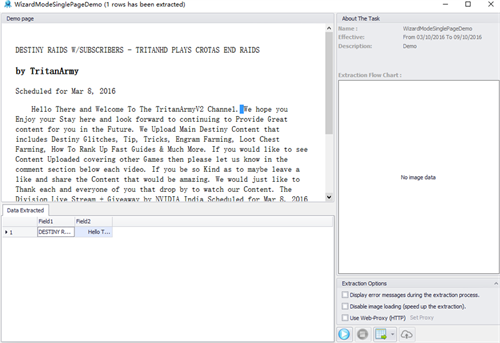 WizardModeSinglePageDemo (1 rows has been extracted)
Demo page
DESTINY RAIDS W/SUBSCRIBERS - TRITANHD PLAYS CROTAS END RAIDS
by TritanArmy
Scheduled for Mar 8, 2016
Hello There and Welcome To The TritanArmyV2 Channel. We hope you
Enjoy your Stay here and look forward to continuing to Provide Great
content for you in the Future. We Upload Main Destiny Content that
includes Destiny Glitches, Tip, Tricks, Engram Farming, Loot Chest
Farming, How To Rank Up Fast Guides & Much More. If you would like to see
Content Uploaded covering other Games then please let us know in the
comment section below each video. If you be so Kind as to maybe leave a
like and share the Content that would be amazing. We would just like to
Thank each and everyone of you that drop by to watch our Content. The
Division Live Stream + Giveaway by NVIDIA India Scheduled for Mar 8, 2016
Data Extracted
Field1 Field2
1 DESTINY R... Hello T...
About The Task
Name : WizardModeSinglePageDemo
Effective: From 03/10/2016 To 09/10/2016
Description: Demo
Extraction Flow Chart :
No image data
Extraction Options
Display error messages during the extraction process.
Disable image loading (speed up the extraction).
Use Web-Proxy (HTTP) Set Proxy